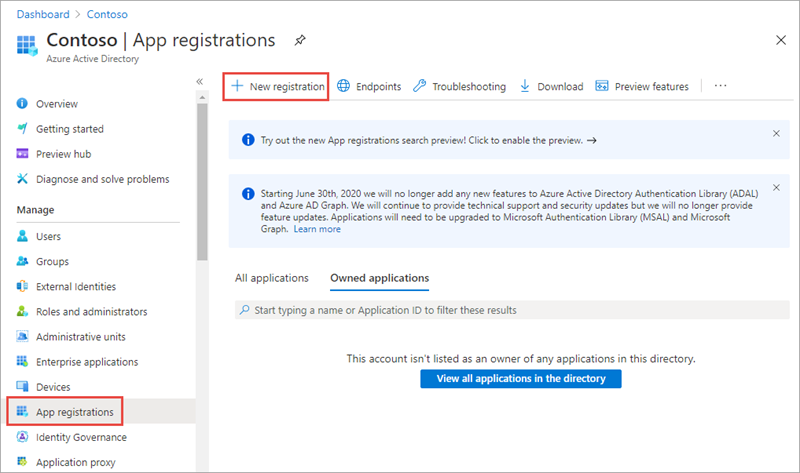 Dashboard > Contoso >
Contoso | App registrations
Azure Active Directory
«
Overview
Getting started
Preview hub
Diagnose and solve problems
Manage
Users
Groups
External Identities
Roles and administrators
Administrative units
Enterprise applications
Devices
App registrations
Identity Governance
Application proxy
New registration Endpoints Troubleshooting Download Preview features ...
Try out the new App registrations search preview! Click to enable the preview. →
Starting June 30th, 2020 we will no longer add any new features to Azure Active Directory Authentication Library (ADAL)
and Azure AD Graph. We will continue to provide technical support and security updates but we will no longer provide
feature updates. Applications will need to be upgraded to Microsoft Authentication Library (MSAL) and Microsoft
Graph. Learn more
All applications Owned applications
Start typing a name or Application ID to filter these results
This account isn't listed as an owner of any applications in this directory.
View all applications in the directory